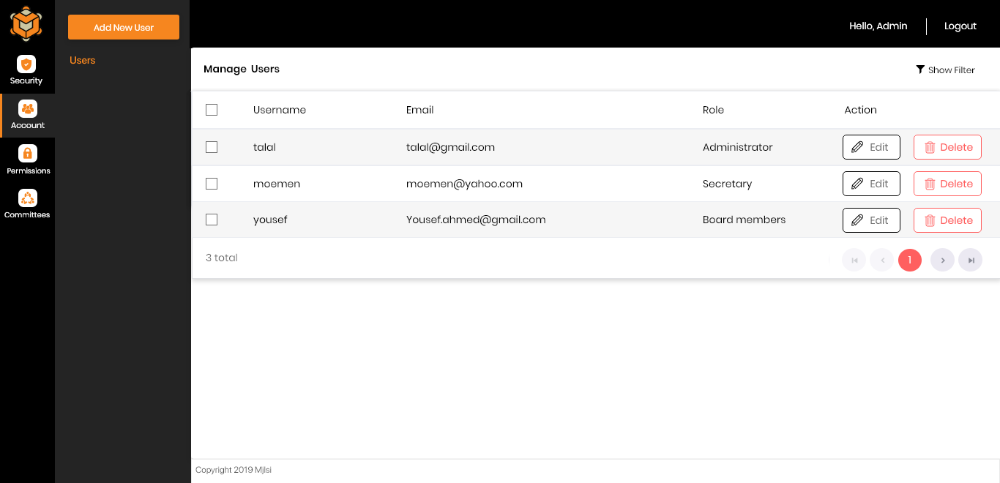 Add New User
Users
Security
Account
Permissions
Committees
Hello, Admin Logout
Manage Users Show Filter
Username Email Role Action
talal talal@gmail.com Administrator Edit Delete
moemen moemen@yahoo.com Secretary Edit Delete
yousef Yousef.ahmed@gmail.com Board members Edit Delete
3 total 1
Copyright 2019 Mjlsi